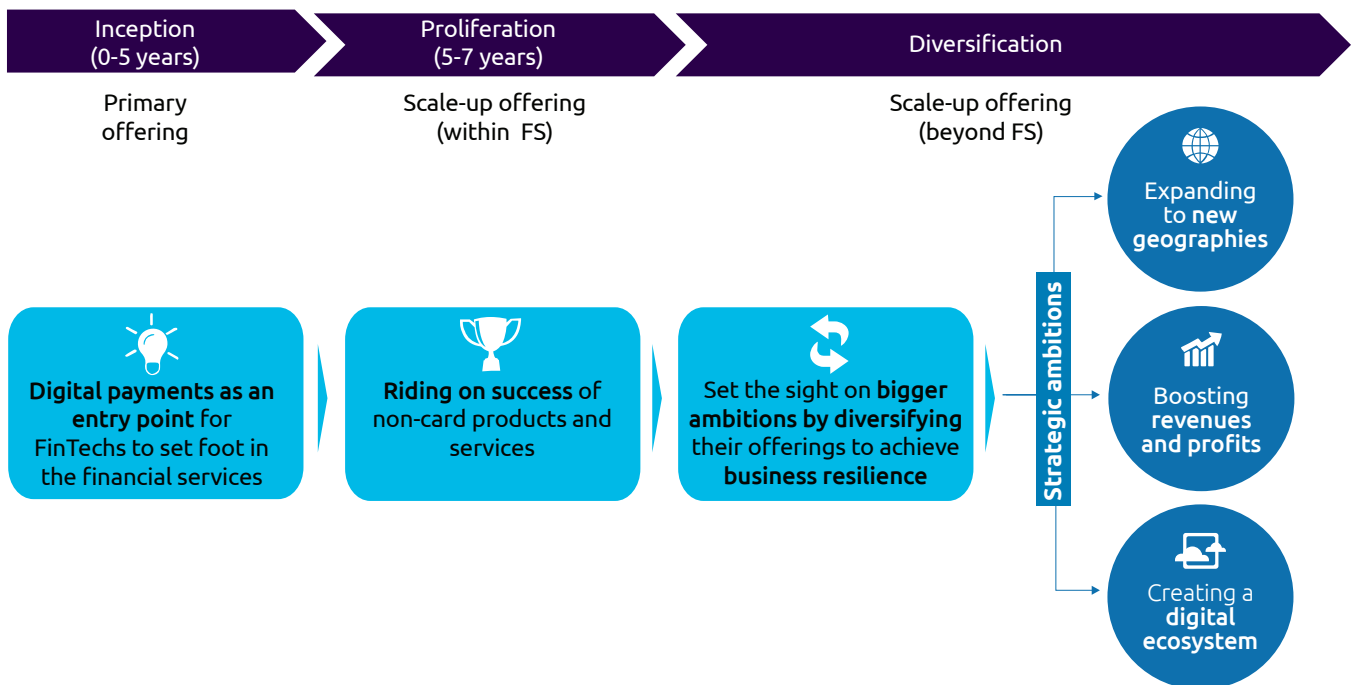 Inception
(0-5 years)
Proliferation
(5-7 years)
Diversification
Primary
offering
Scale-up offering
(within FS)
Scale-up offering
(beyond FS)
Digital payments as an
entry point for
FinTechs to set foot in
the financial services
Riding on success of
non-card products and
services
Set the sight on bigger
ambitions by diversifying
their offerings to achieve
business resilience
Strategic ambitions
Expanding
to new
geographies
Boosting
revenues
and profits
Creating a
digital
ecosystem